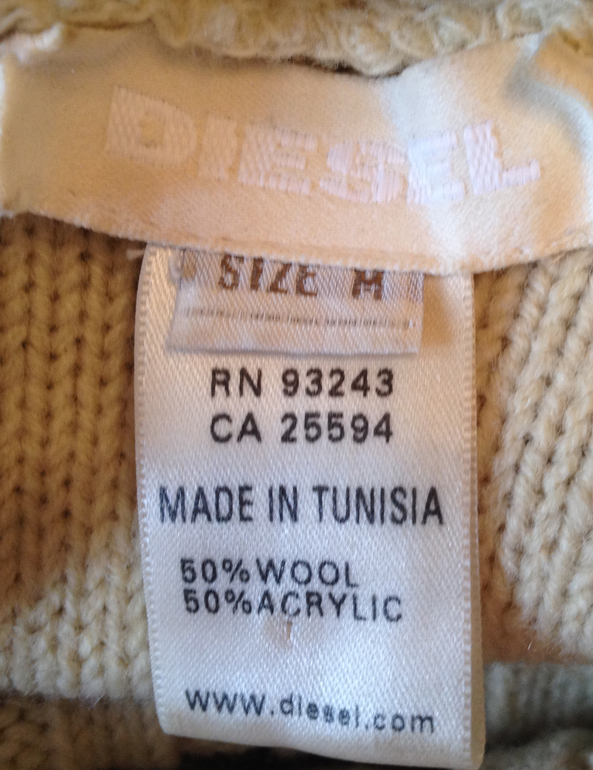 DIESEL
SIZE M
RN 93243
CA 25594
MADE IN TUNISIA
50%WOOL
50%ACRYLIC
www.diesel.com